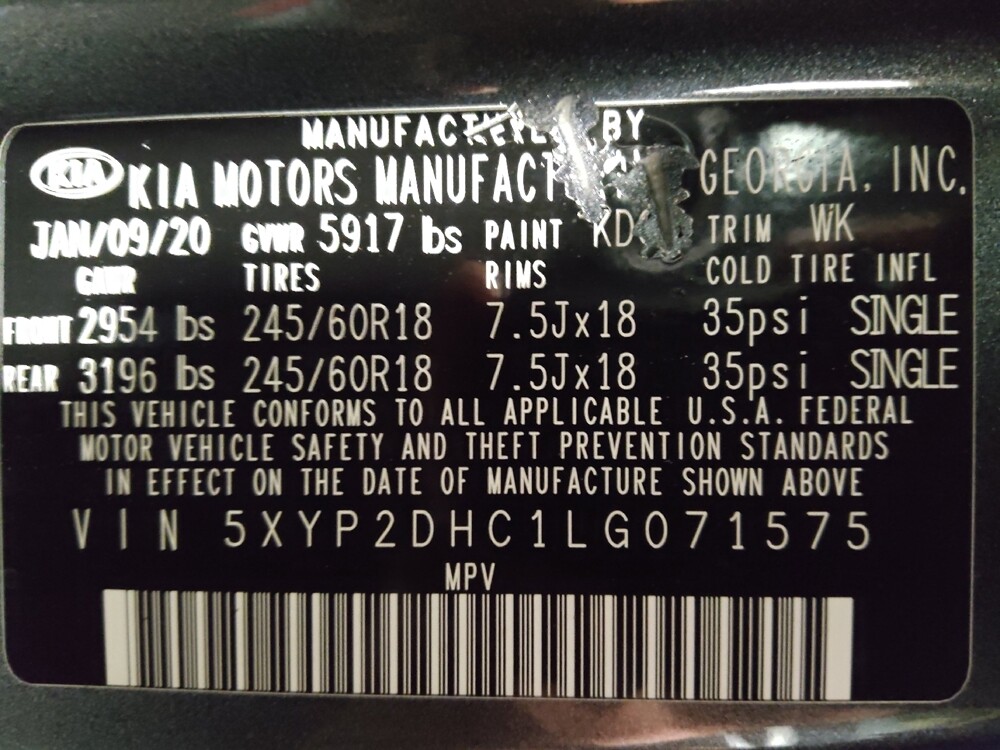 BY
KIA KIA MOTORS GEORGIA, INC.
JAN/09/20 GVWR 5917 lbs PAINT TRIM WK
GAWR TIRES RIMS COLD TIRE INFL
FRONT 2954 lbs 245/60R18 7.5Jx18 35psi SINGLE
REAR 3196 lbs 245/60R18 7.5Jx18 35psi SINGLE
THIS VEHICLE CONFORMS TO ALL APPLICABLE U.S.A. FEDERAL
MOTOR VEHICLE SAFETY AND THEFT PREVENTION STANDARDS
IN EFFECT ON THE DATE OF MANUFACTURE SHOWN ABOVE
VIN 5XYP2DHC1LG071575
MPV